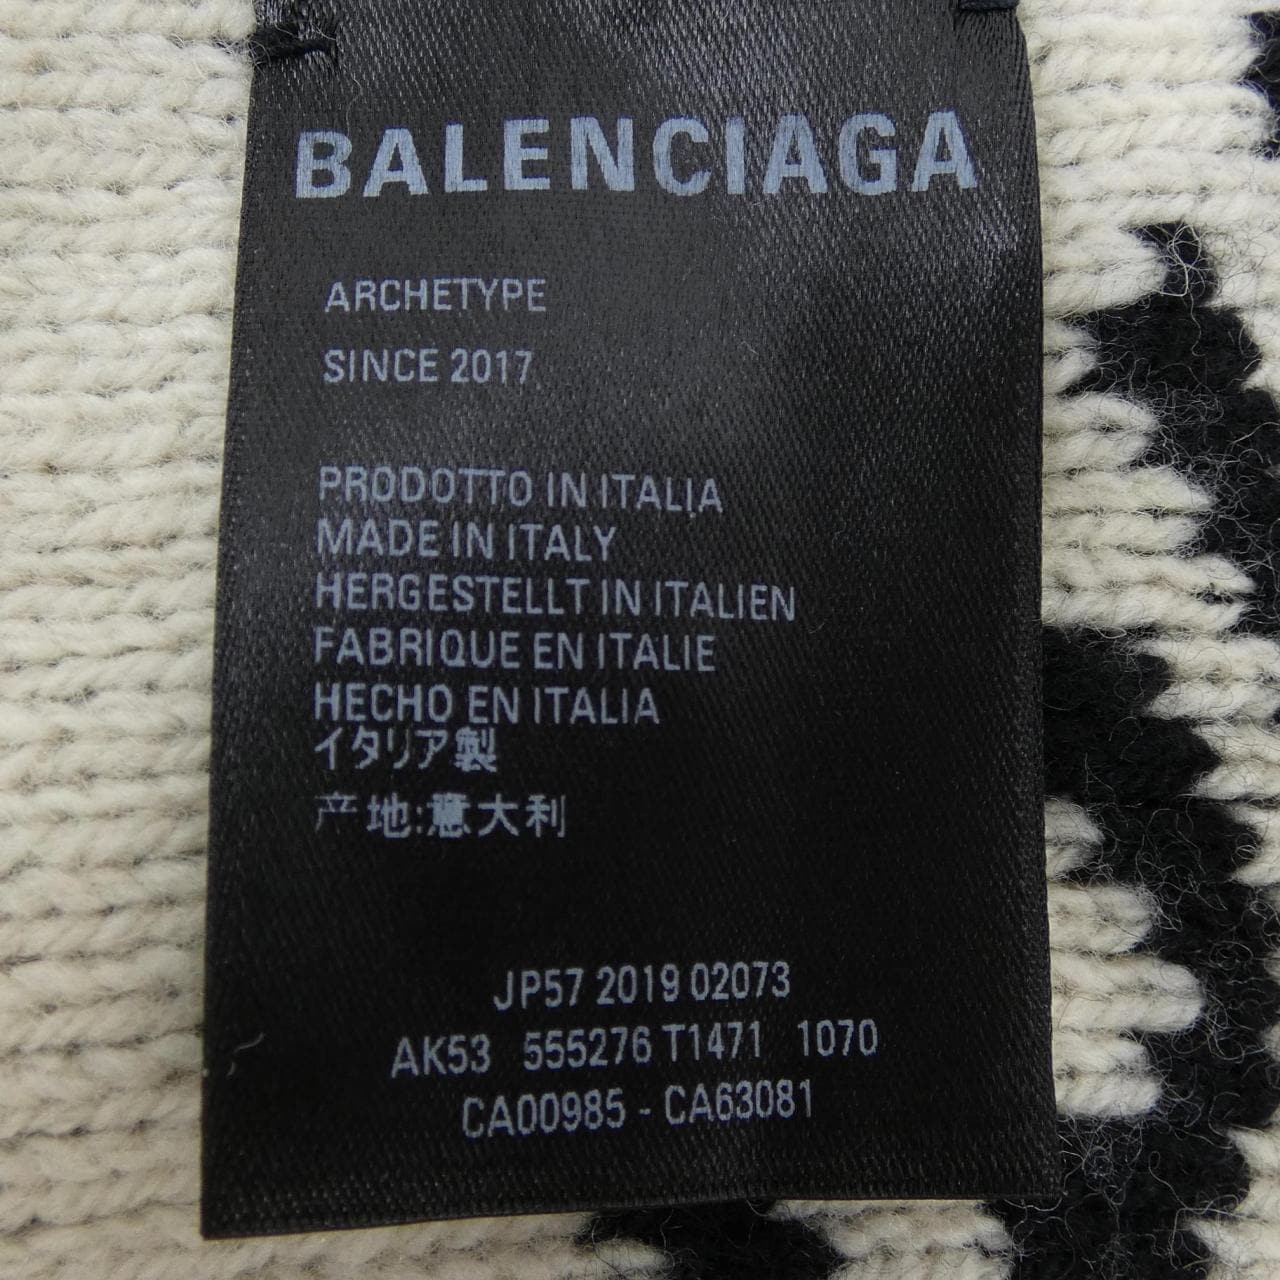 BALENCIAGA
ARCHETYPE
SINCE 2017
PRODOTTO IN ITALIA
MADE IN ITALY
HERGESTELLT IN ITALIEN
FABRIQUE EN ITALIE
HECHO EN ITALIA
イタリア製
产地:意大利
JP57 2019 02073
AK53 555276 T1471 1070
CA00985 - CA63081